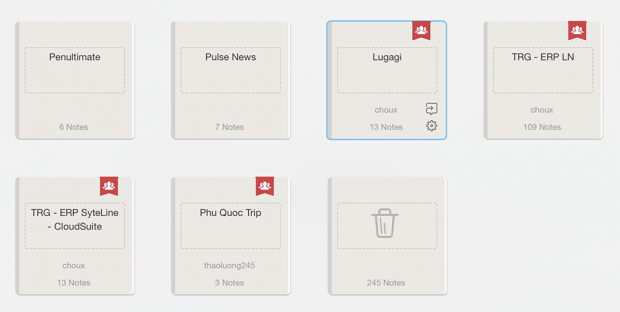 Penultimate
6 Notes
Pulse News
7 Notes
Lugagi
choux
13 Notes
TRG - ERP LN
choux
109 Notes
TRG - ERP SyteLine
- CloudSuite
choux
13 Notes
Phu Quoc Trip
thaoluong245
3 Notes
245 Notes